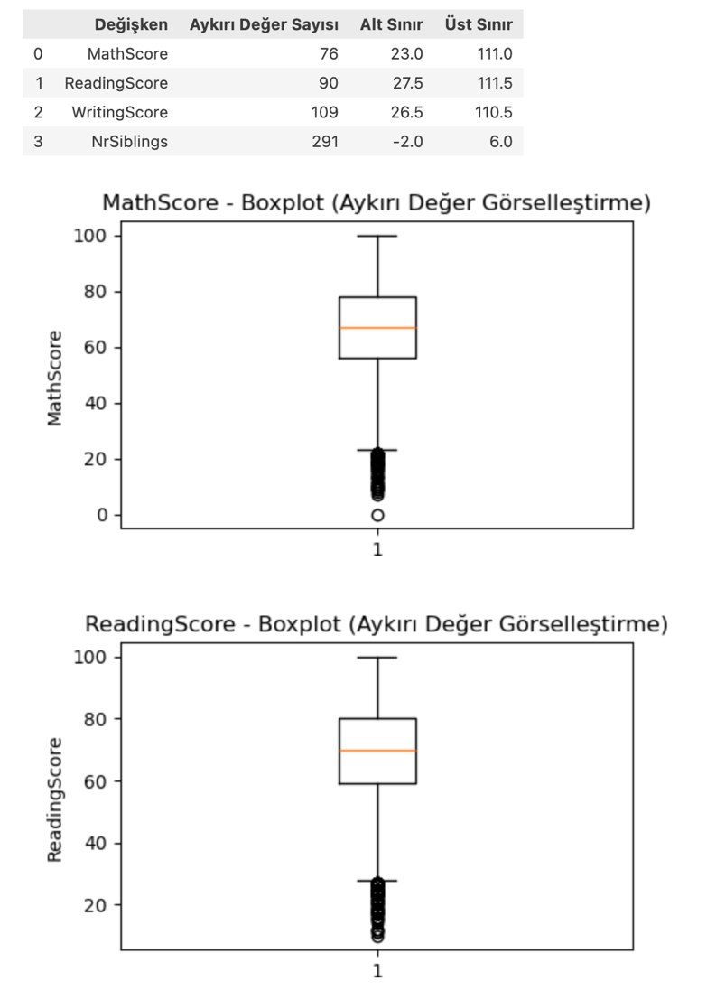 Değişken Aykırı Değer Sayısı Alt Sınır Üst Sınır
0 MathScore 76 23.0 111.0
1 ReadingScore 90 27.5 111.5
2 WritingScore 109 26.5 110.5
3 NrSiblings 291 -2.0 6.0
MathScore - Boxplot (Aykırı Değer Görselleştirme)
100
80
60
40
20
0
MathScore
1
ReadingScore - Boxplot (Aykırı Değer Görselleştirme)
100
80
60
40
20
ReadingScore
1